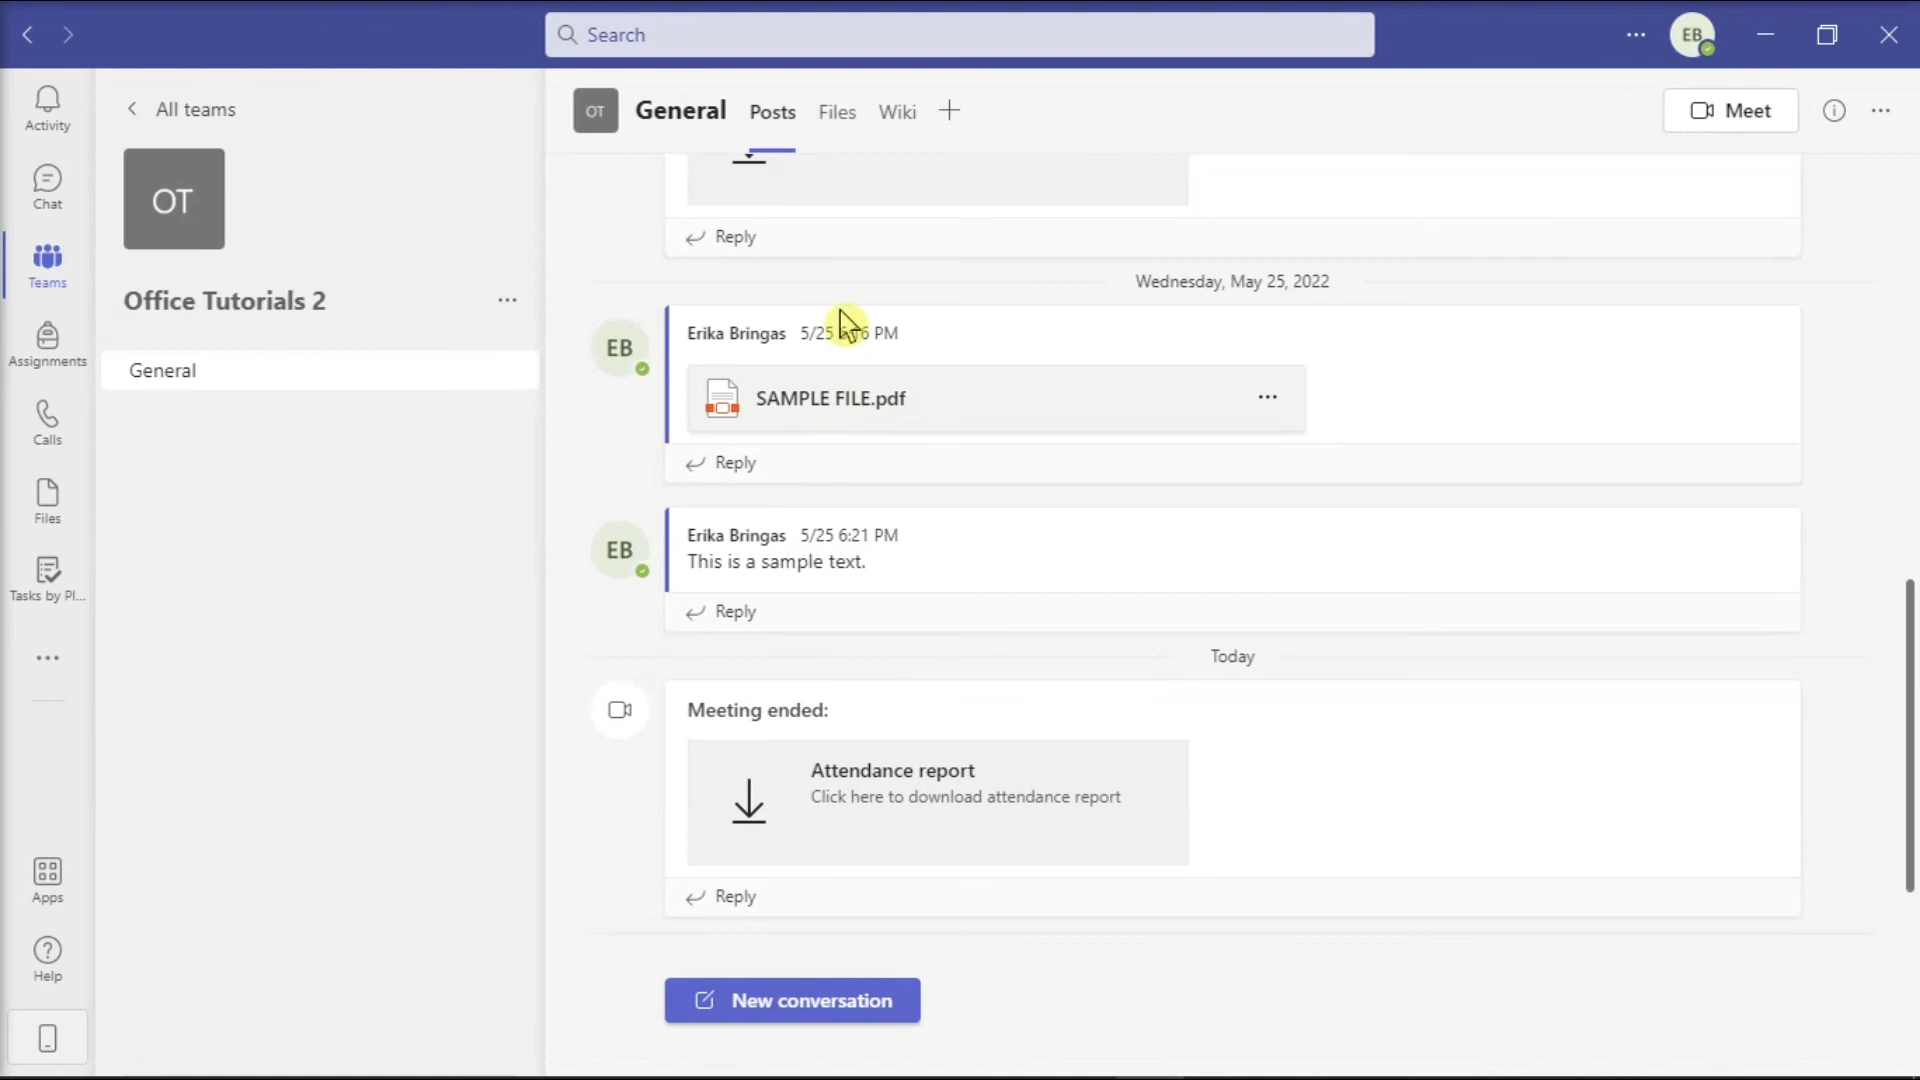 Search
EB
Activity
Chat
Teams
Assignments
Calls
Files
Tasks by Pl...
Apps
Help
All teams
OT
Office Tutorials 2
General
OT
General
Posts
Files
Wiki
Meet
Reply
Wednesday, May 25, 2022
EB
Erika Bringas
5/25
PM
SAMPLE FILE.pdf
Reply
EB
Erika Bringas 5/25 6:21 PM
This is a sample text.
Reply
Today
Meeting ended:
Attendance report
Click here to download attendance report
Reply
New conversation